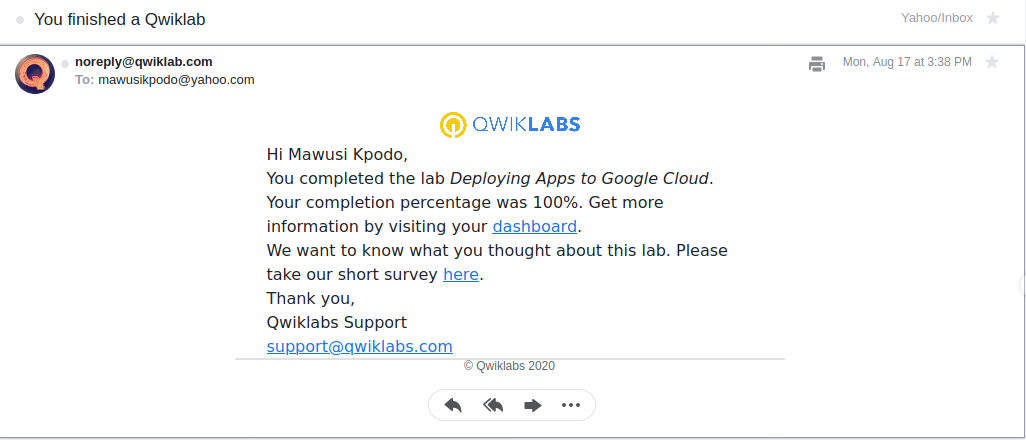 You finished a Qwiklab
Yahoo/Inbox
noreply@qwiklab.com
Mon, Aug 17 at 3:38 PM
To: mawusikpodo@yahoo.com
QWIKLABS
Hi Mawusi Kpodo,
You completed the lab Deploying Apps to Google Cloud.
Your completion percentage was 100%. Get more
information by visiting your dashboard.
We want to know what you thought about this lab. Please
take our short survey here.
Thank you,
Qwiklabs Support
support@qwiklabs.com
© Qwiklabs 2020